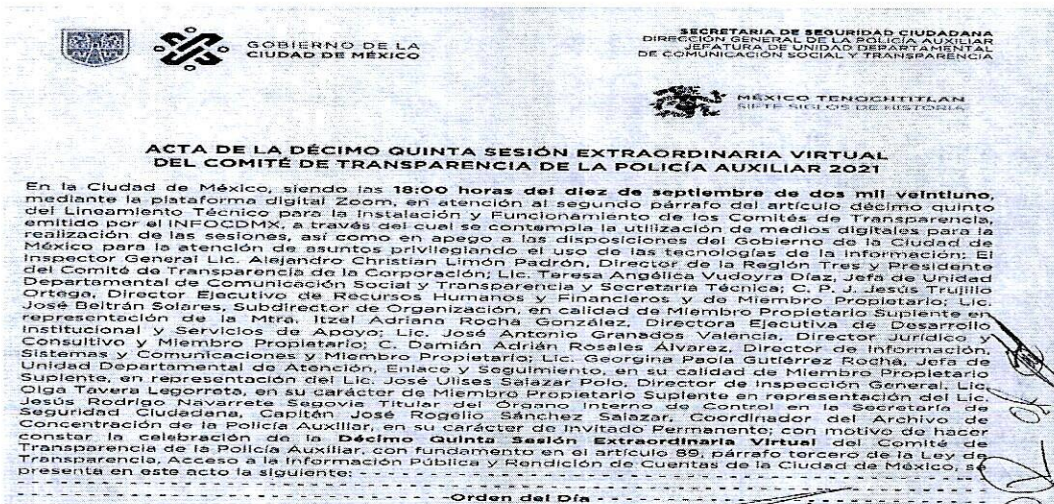 GOBIERNO DE LA
CIUDAD DE MÉXICO
SECRETARIA DE SEGURIDAD CIUDADANA
DIRECCIÓN GENERAL DE LA POLICÍA AUXILIAR
JEFATURA DE UNIDAD DEPARTAMENTAL
DE COMUNICACIÓN SOCIAL Y TRANSPARENCIA
MÉXICO TENOCHTITLAN
SIETE SIGLOS DE HISTORIA
ACTA DE LA DÉCIMO QUINTA SESIÓN EXTRAORDINARIA VIRTUAL
DEL COMITÉ DE TRANSPARENCIA DE LA POLICÍA AUXILIAR 2021
En la Ciudad de México, siendo las 18:00 horas del diez de septiembre de dos mil veintiuno,
mediante la plataforma digital Zoom, en atención al segundo párrafo del artículo décimo quinto
del Lineamiento Técnico para la Instalación y Funcionamiento de los Comités de Transparencia,
emitido por el INFOCDMX, a través del cual se contempla la utilización de medios digitales para la
realización de las sesiones, así como en apego a las disposiciones del Gobierno de la Ciudad de
México para la atención de asuntos privilegiando el uso de las tecnologías de la información: El
Inspector General Lic. Alejandro Christian Limón Padrón, Director de la Región Tres y Presidente
del Comité de Transparencia de la Corporación; Lic. Teresa Angélica Vudoyra Díaz, Jefa de Unidad
Departamental de Comunicación Social y Transparencia y Secretaria Técnica; C. P. J. Jesús Trujillo
Ortega, Director Ejecutivo de Recursos Humanos y Financieros y de Miembro Propietario; Lic.
José Beltrán Solares, Subdirector de Organización, en calidad de Miembro Propietario Suplente en
representación de la Mtra. Itzel Adriana Rocha González, Directora Ejecutiva de Desarrollo
Institucional y Servicios de Apoyo; Lic. José Antonio Granados Valencia, Director Jurídico y
Consultivo y Miembro Propietario; C. Damián Adrián Rosales Álvarez, Director de Información,
Sistemas y Comunicaciones y Miembro Propietario; Lic. Georgina Paola Gutiérrez Rocha, Jefa de
Unidad Departamental de Atención, Enlace y Seguimiento, en su calidad de Miembro Propietario
Suplente, en representación del Lic. José Ulises Salazar Polo, Director de Inspección General. Lic.
Olga Tavera Legorreta, en su carácter de Miembro Propietario Suplente en representación del Lic.
Jesús Rodrigo Navarrete Segovia Titular del Órgano Interno de Control en la Secretaría de
Seguridad Ciudadana, Capitán José Rogelio Sánchez Salazar, Coordinador del Archivo de
Concentración de la Policía Auxiliar, en su carácter de Invitado Permanente; con motivo de hacer
constar la celebración de la Décimo Quinta Sesión Extraordinaria Virtual del Comité de
Transparencia de la Policía Auxiliar, con fundamento en el artículo 89, párrafo tercero de la Ley de
Transparencia, Acceso a la Información Pública y Rendición de Cuentas de la Ciudad de México, se
presenta en este acto la siguiente:
Orden del Día